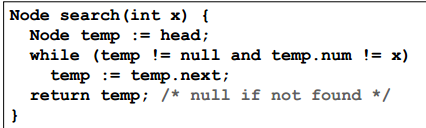 Node search(int x) {
  Node temp := head;
  while (temp != null and temp.num != x)
    temp := temp.next;
  return temp; /* null if not found */
}